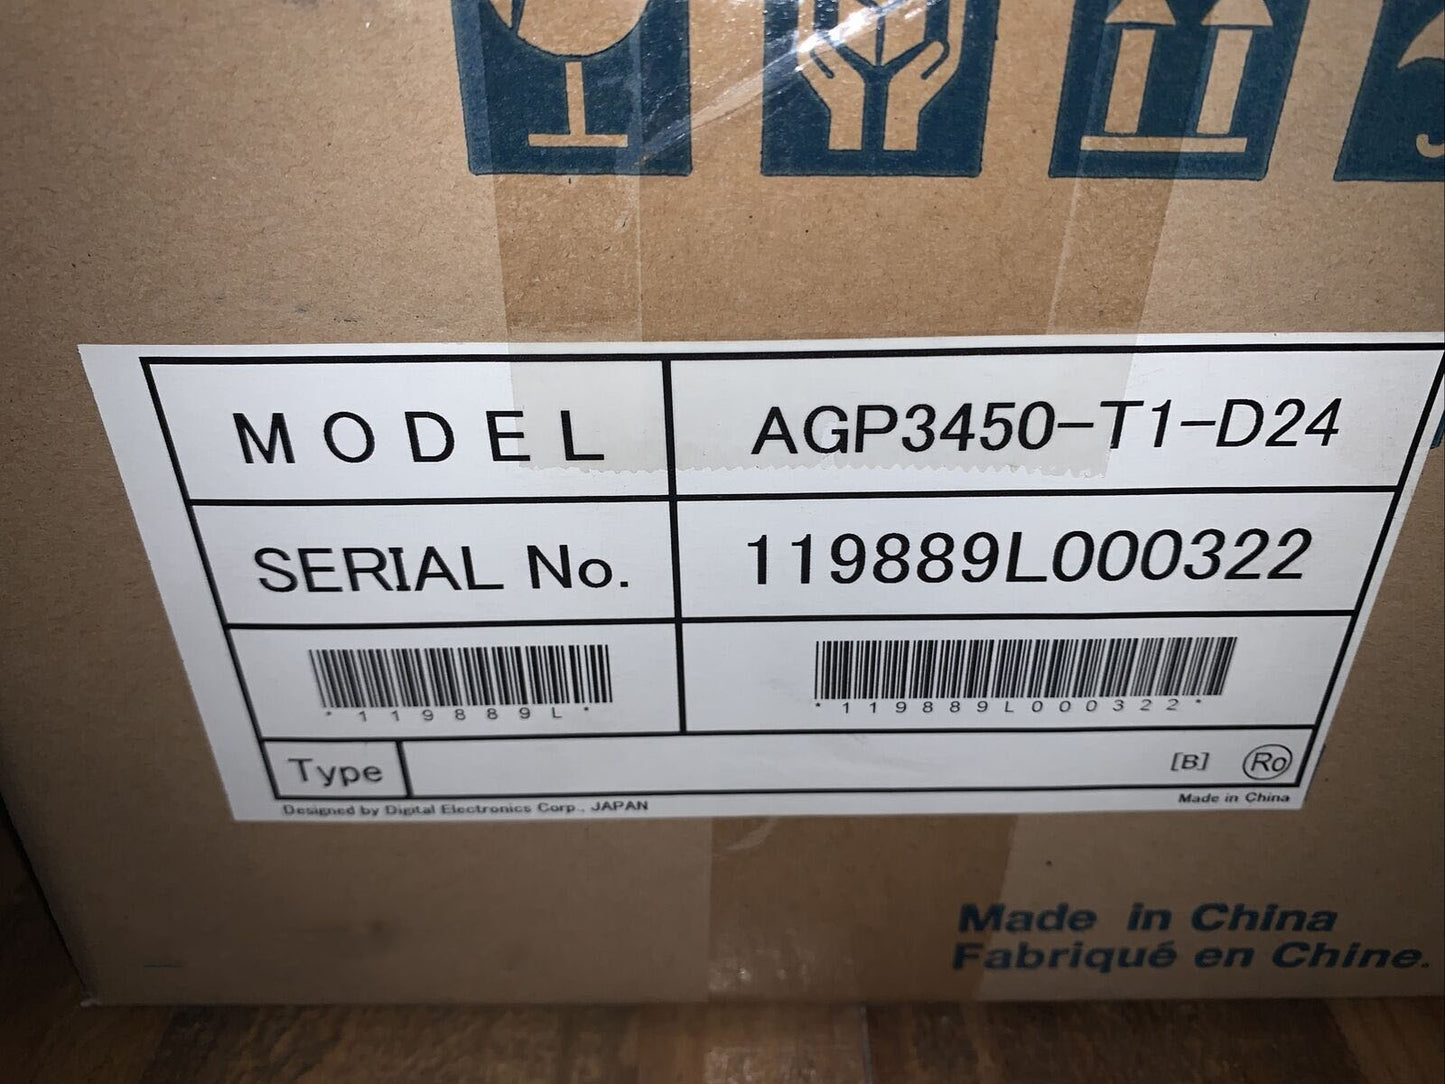 MODEL AGP3450-T1-D24
SERIAL No. 119889L000322
*119889L* *119889L000322*
Type [B] Ro
Designed by Digital Electronics Corp., JAPAN Made in China
Made in China
Fabriqué en Chine.